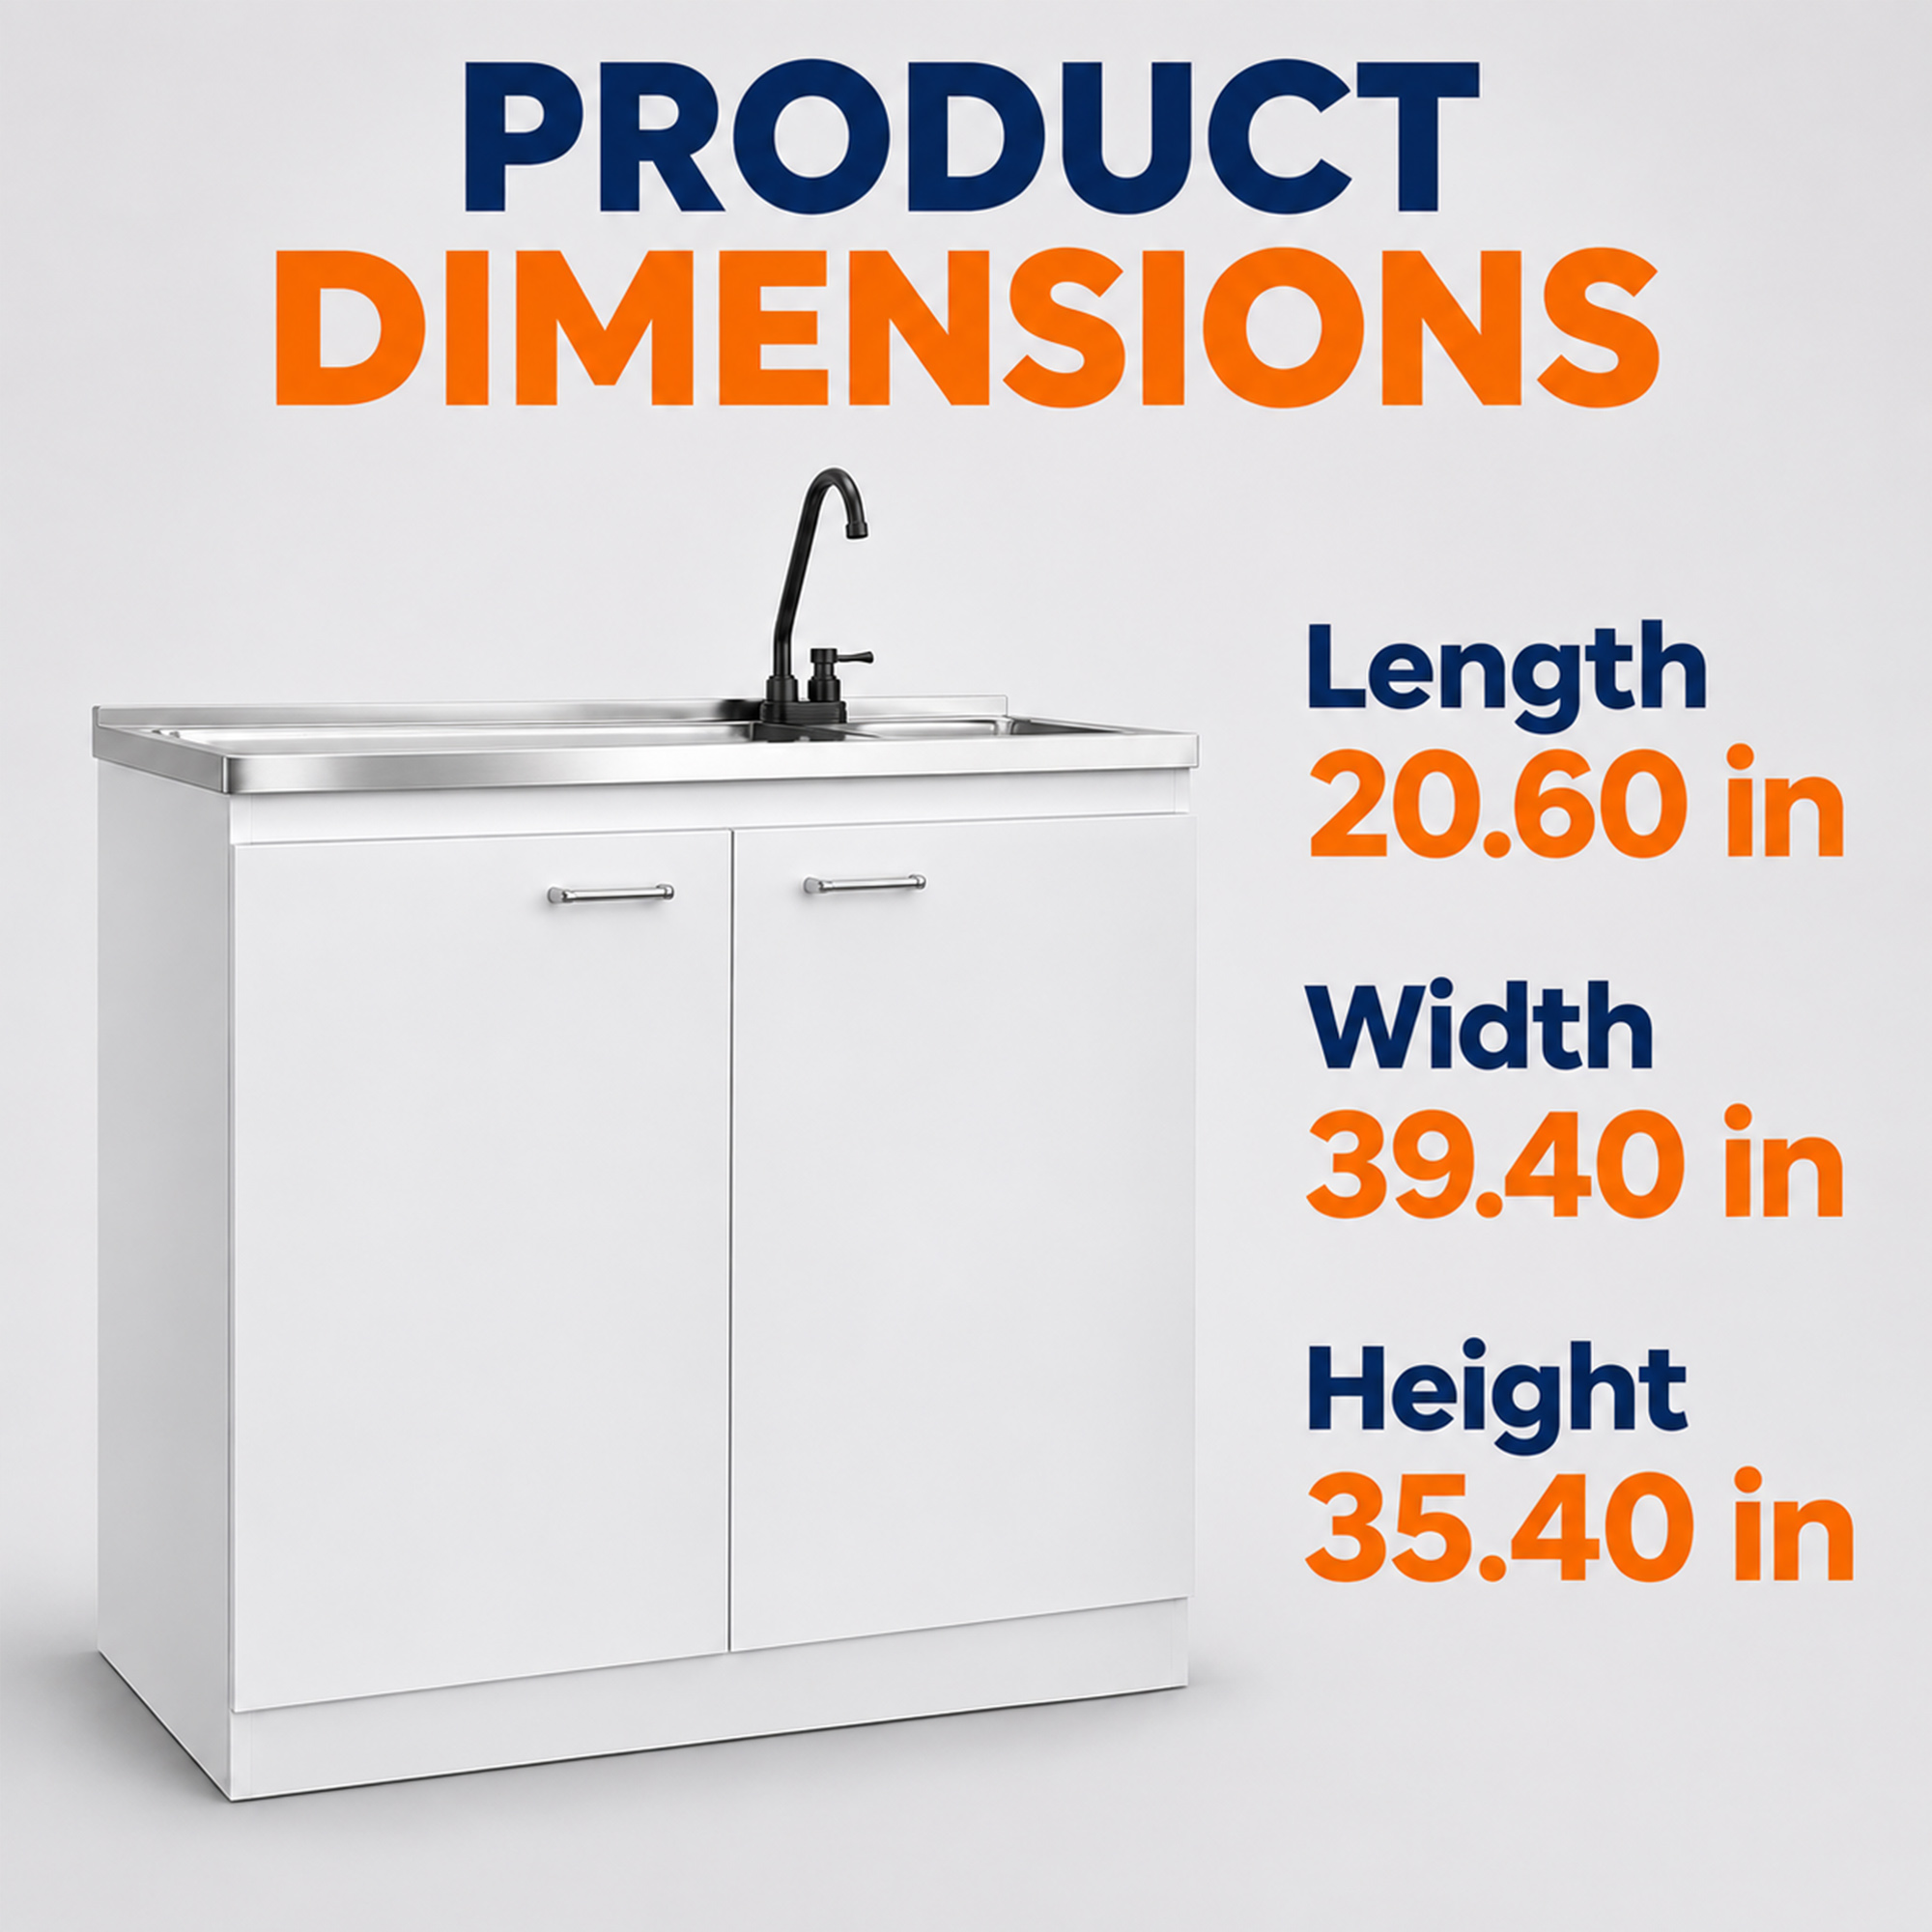 PRODUCT
DIMENSIONS
Length
20.60 in
Width
39.40 in
Height
35.40 in